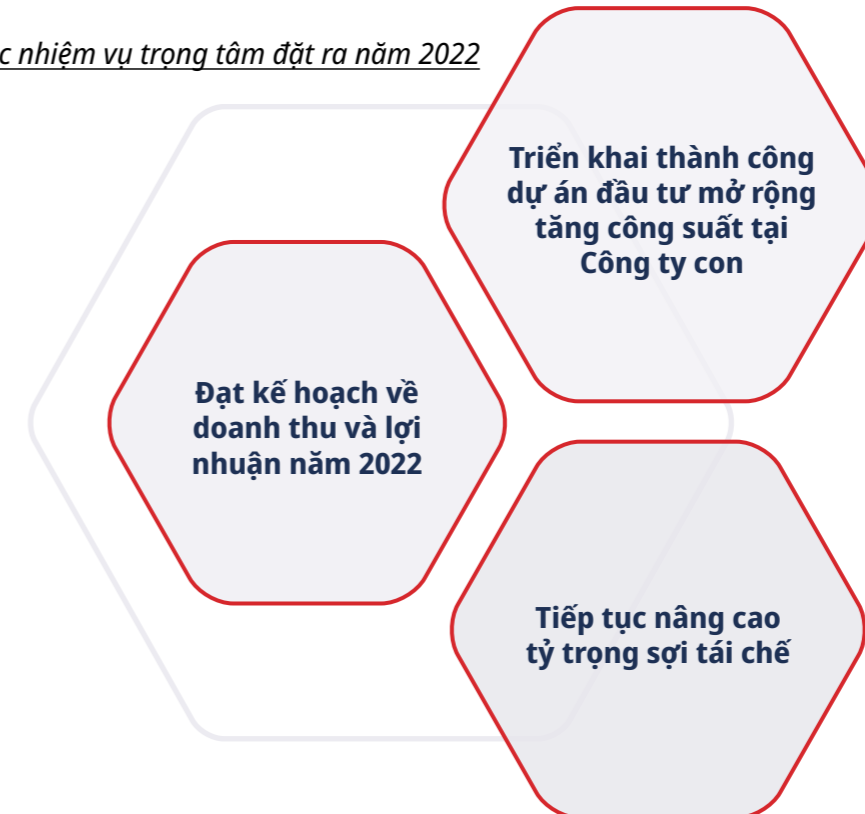 nhiệm vụ trọng tâm đặt ra năm 2022
Triển khai thành công
dự án đầu tư mở rộng
tăng công suất tại
Công ty con
Đạt kế hoạch về
doanh thu và lợi
nhuận năm 2022
Tiếp tục nâng cao
tỷ trọng sợi tái chế